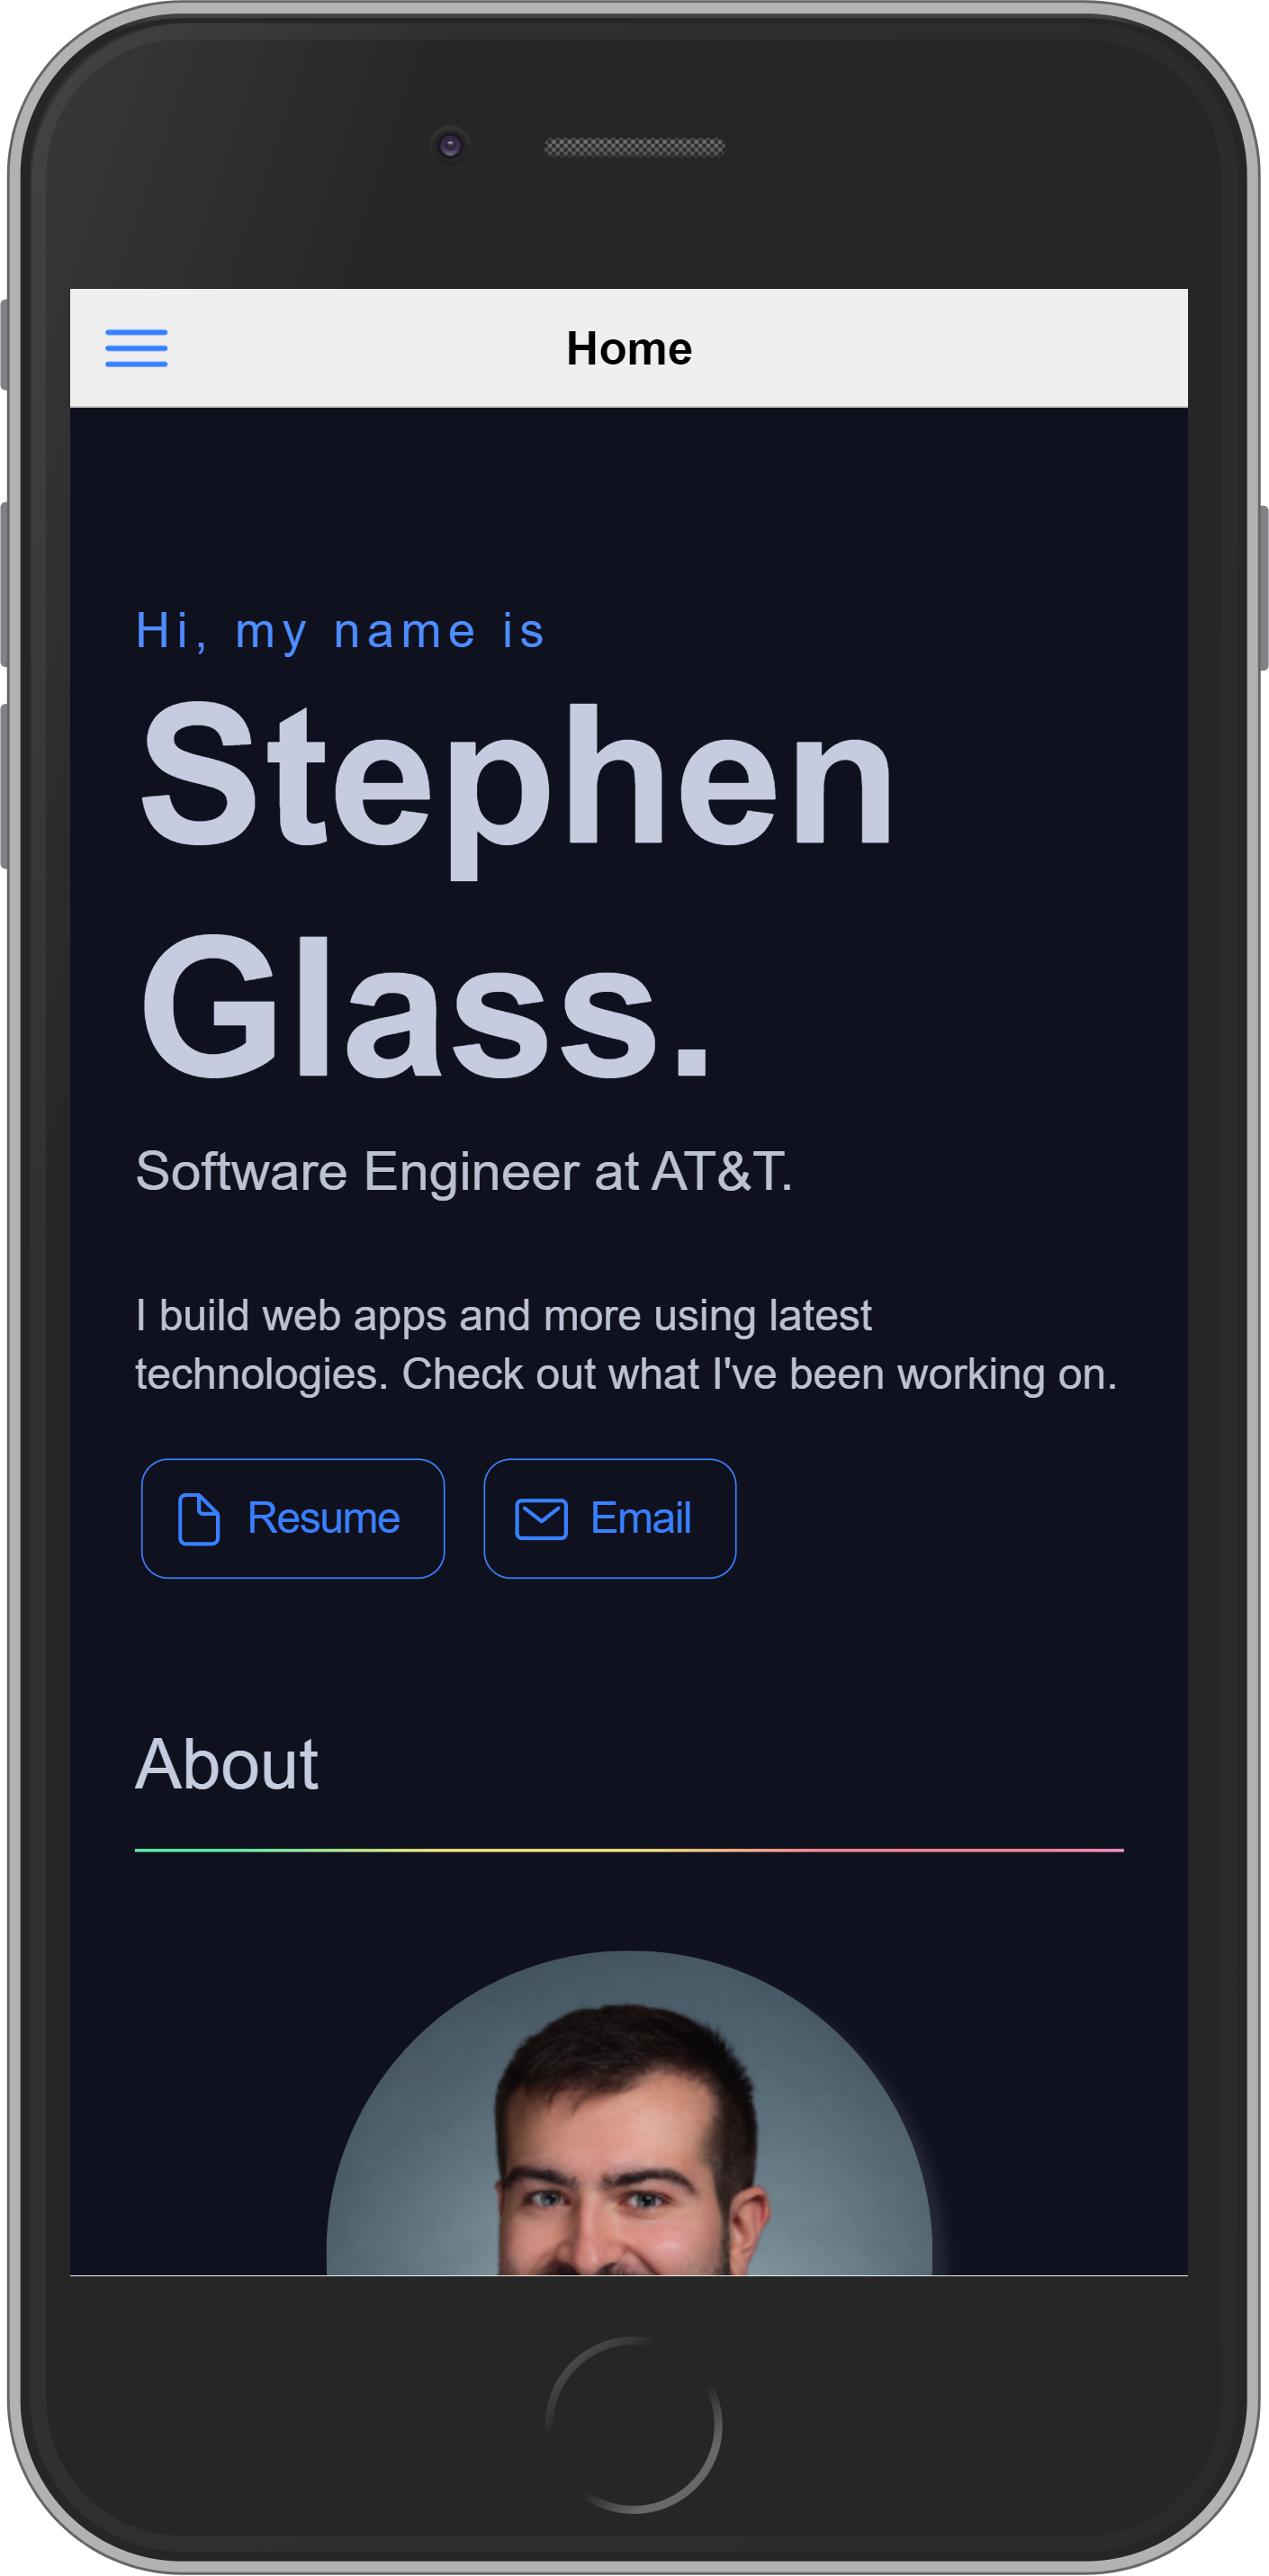 Home
Hi, my name is
Stephen
Glass.
Software Engineer at AT&T.
I build web apps and more using latest
technologies. Check out what I've been working on.
Resume
Email
About